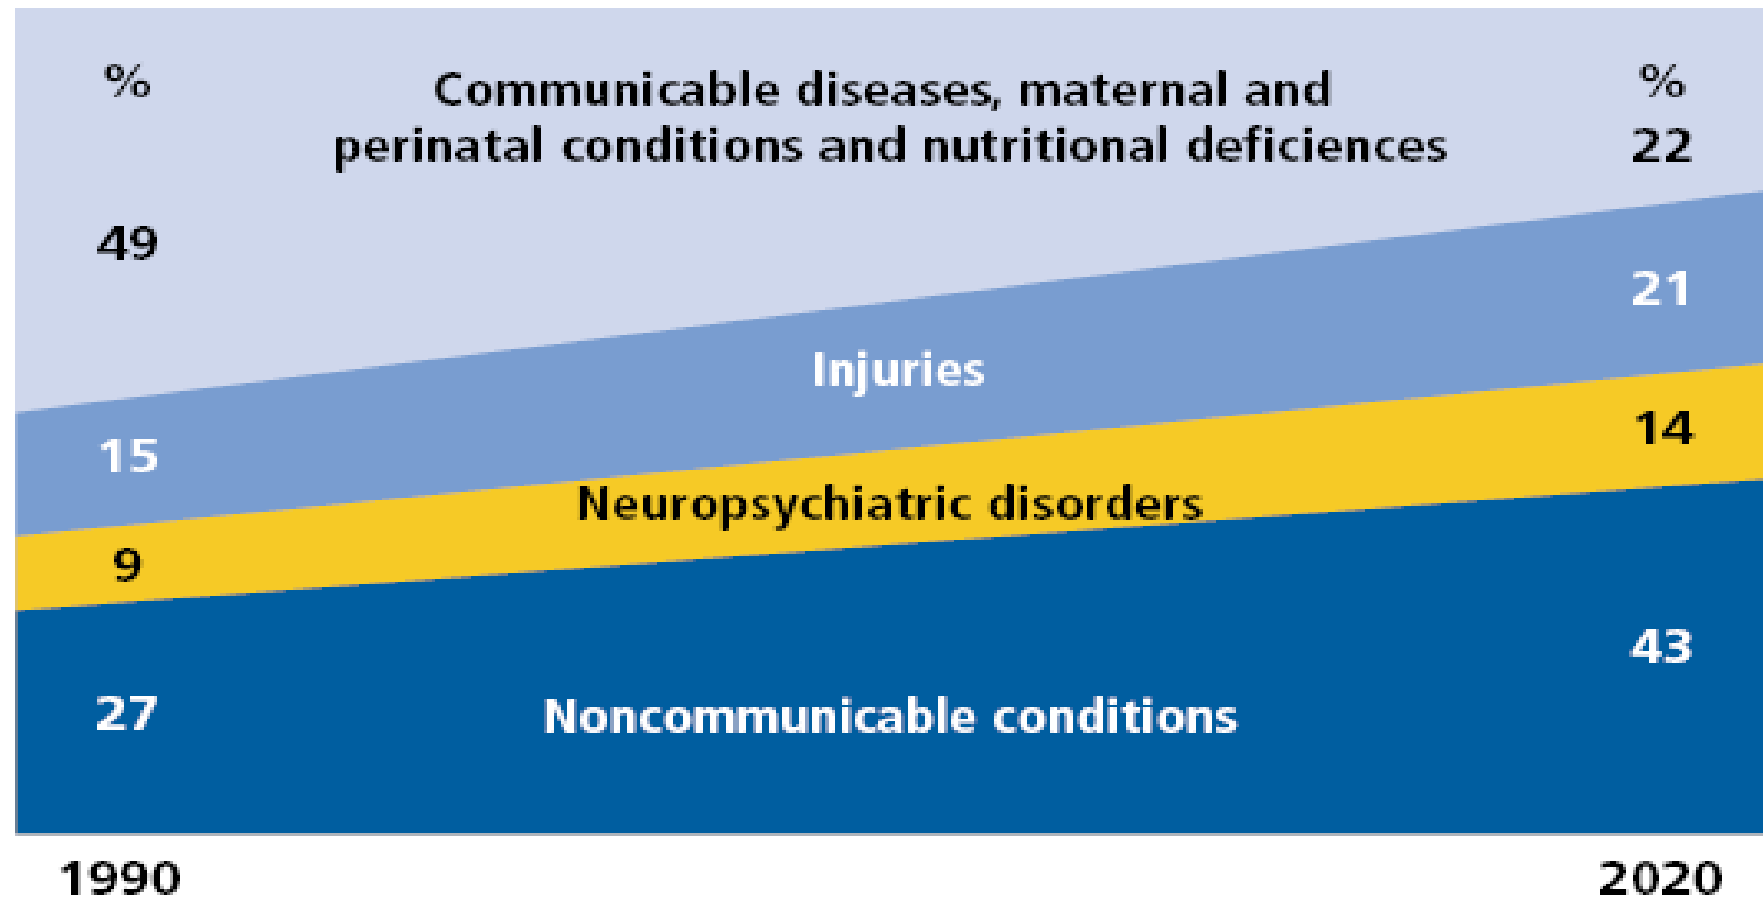 %
Communicable diseases, maternal and
perinatal conditions and nutritional deficiences
%
22
49
21
Injuries
15
14
Neuropsychiatric disorders
9
43
27
Noncommunicable conditions
1990
2020